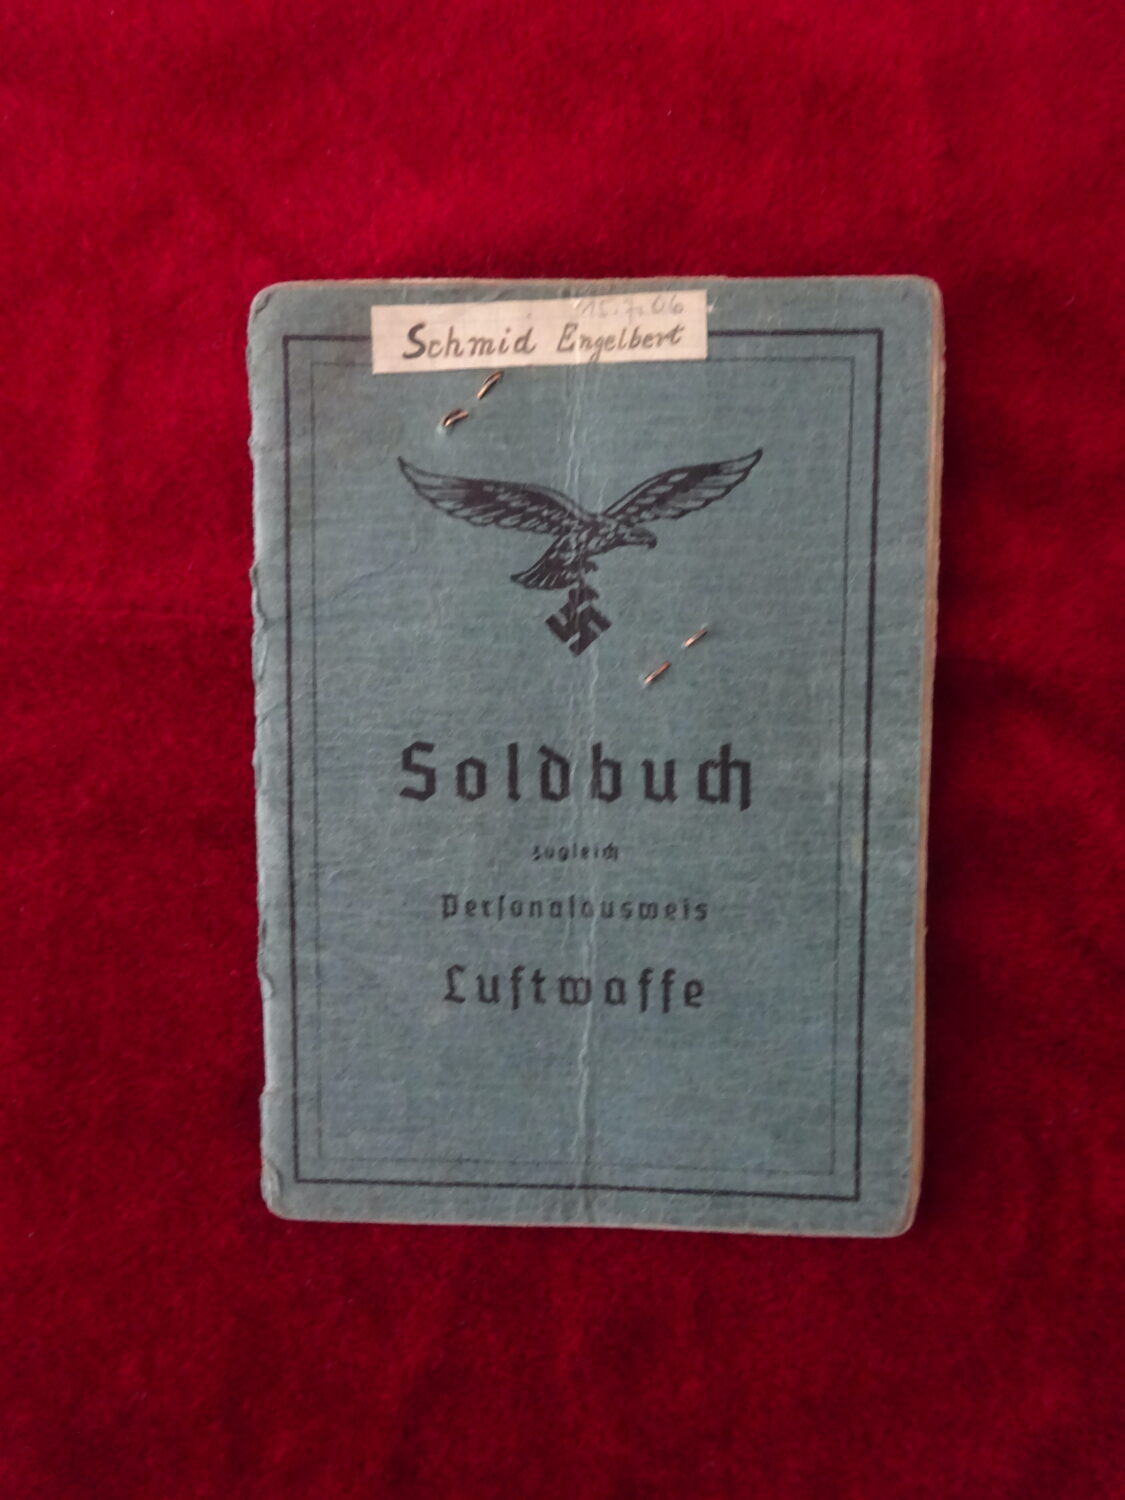 15.7.06
Schmid Engelbert
Soldbuch
zugleich
Personalausweis
Luftwaffe